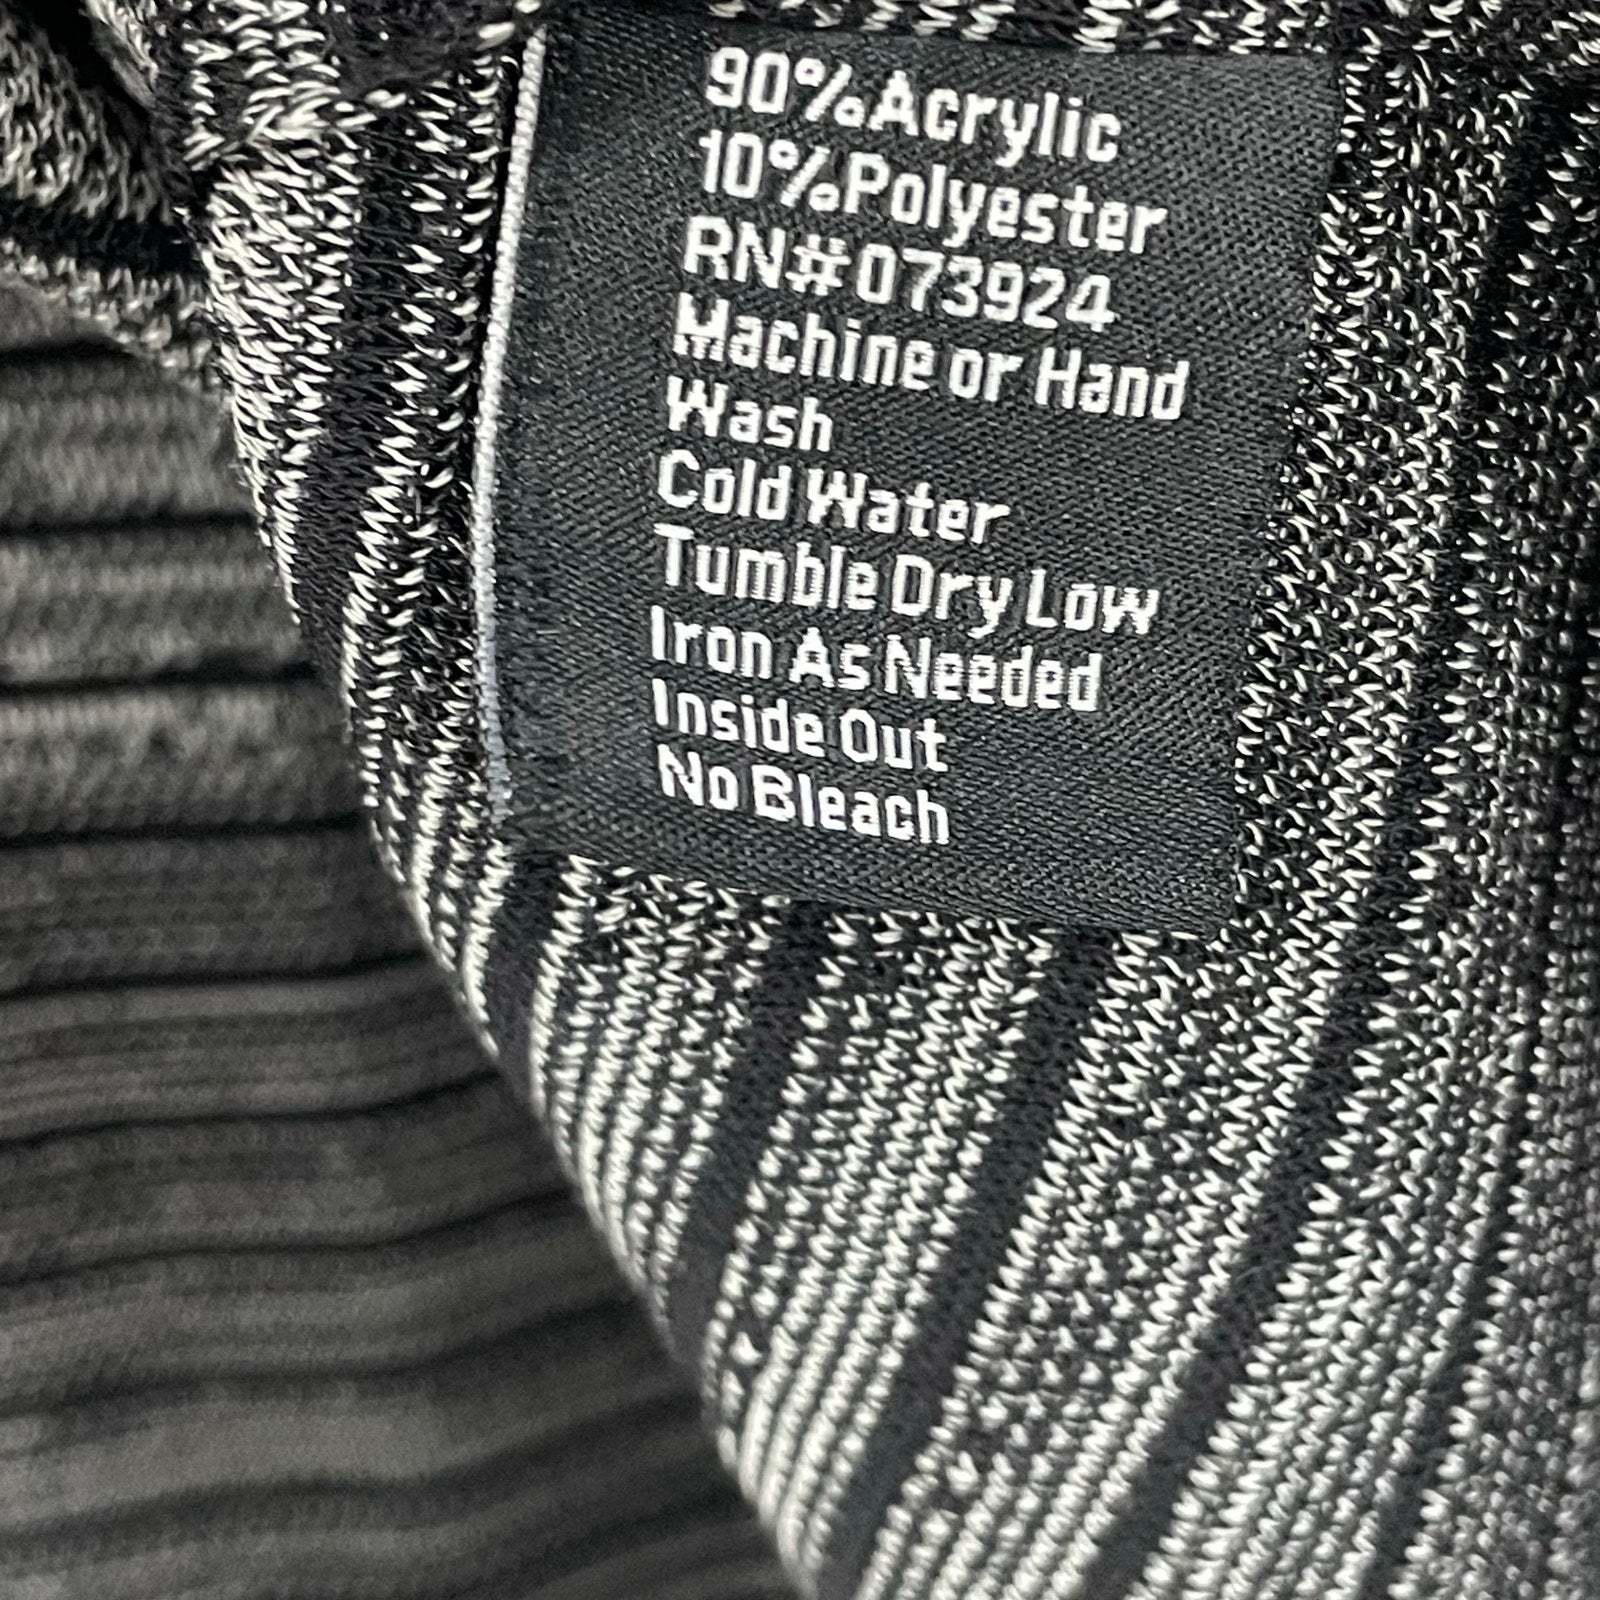 90%Acrylic
10%Polyester
RN#073924
Machine or Hand
Wash
Cold Water
Tumble Dry Low
Iron As Needed
Inside Out
No Bleach